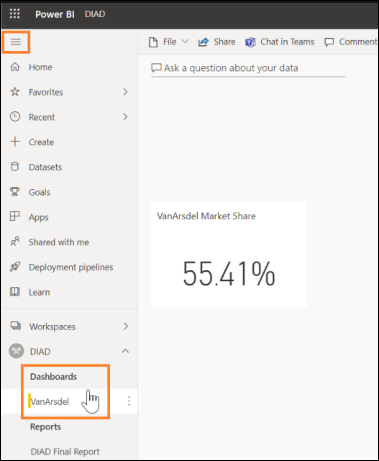 Power BI DIAD
File Share Chat in Teams Comment
Ask a question about your data
Home
Favorites
Recent
Create
Datasets
Goals
Apps
Shared with me
Deployment pipelines
Learn
Workspaces
DIAD
Dashboards
VanArsdel
Reports
DIAD Final Report
VanArsdel Market Share
55.41%